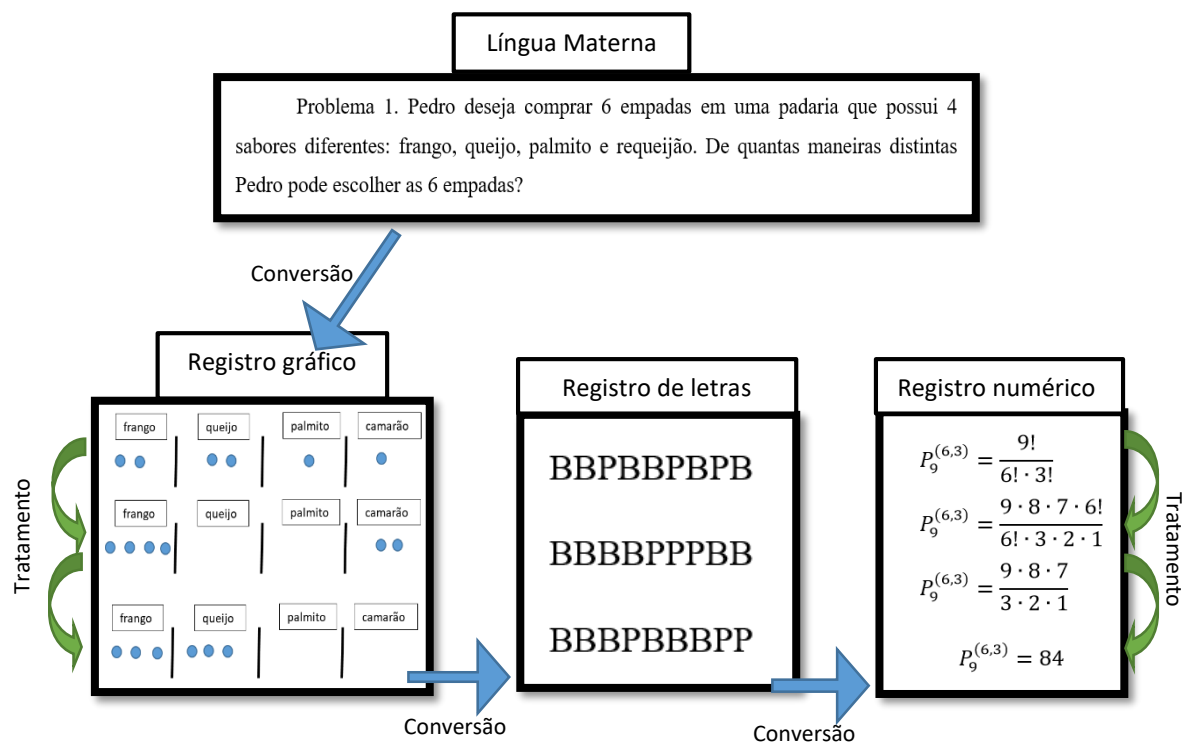 Língua Materna
Problema 1. Pedro deseja comprar 6 empadas em uma padaria que possui 4
sabores diferentes: frango, queijo, palmito e requeijão. De quantas maneiras distintas
Pedro pode escolher as 6 empadas?
Conversão
Registro gráfico
frango queijo palmito camarão
frango queijo palmito camarão
frango queijo palmito camarão
Tratamento
Conversão
Registro de letras
BBPBBPBPB
BBBBPPPBB
BBBPBBBPP
Conversão
Registro numérico
P_9^{(6,3)} = \frac{9!}{6! · 3!}
P_9^{(6,3)} = \frac{9 · 8 · 7 · 6!}{6! · 3 · 2 · 1}
P_9^{(6,3)} = \frac{9 · 8 · 7}{3 · 2 · 1}
P_9^{(6,3)} = 84
Tratamento